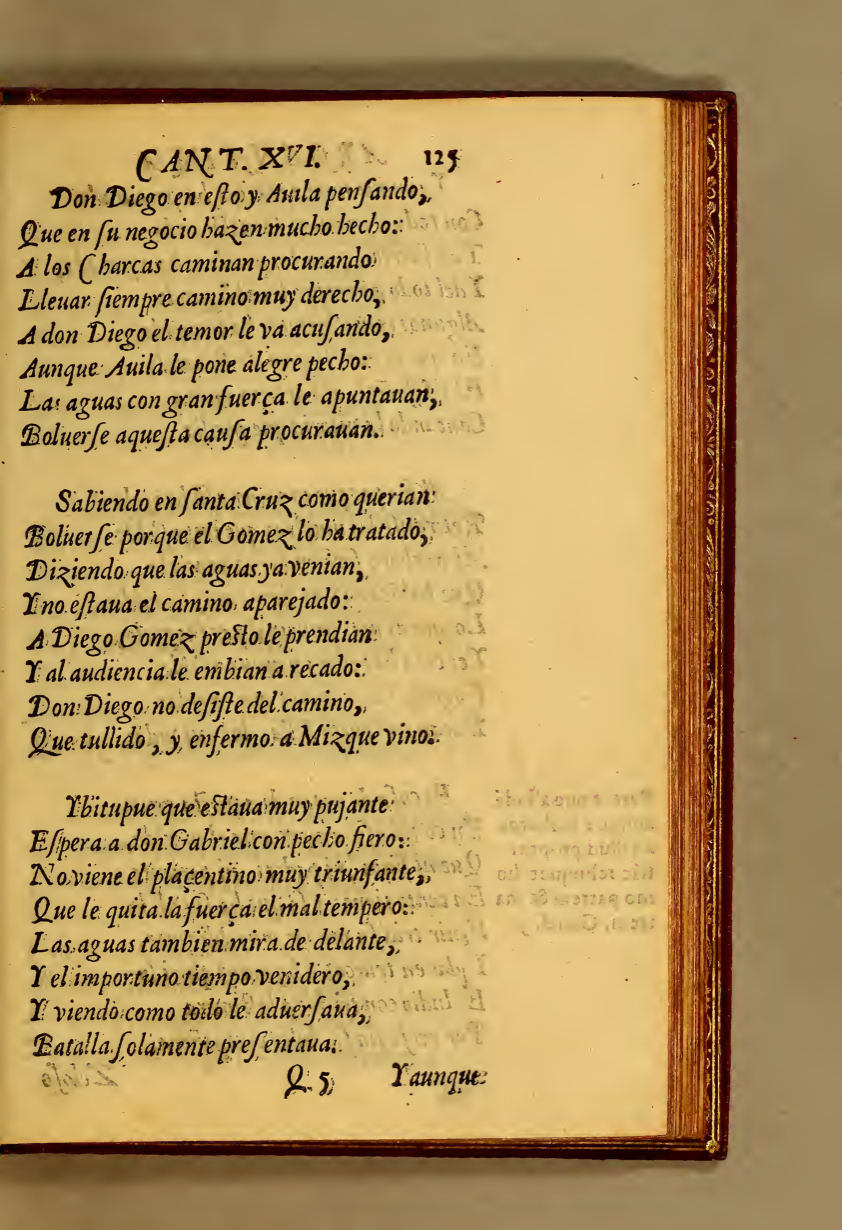 CANT. XVI. 125
Don Diego en eſto y Auila penſando,
Que en ſu negocio hazen mucho hecho:
A los Charcas caminan procurando
Lleuar ſiempre camino muy derecho,
A don Diego el temor le va acuſando,
Aunque Auila le pone alegre pecho:
Las aguas con gran fuerça le apuntauan,
Boluerſe aqueſta cauſa procurauan.
Sabiendo en ſanta Cruz como querian
Boluerſe porque el Gomez lo ha tratado,
Diziendo que las aguas ya venian,
Y no eſtaua el camino aparejado:
A Diego Gomez preſto le prendian
Y al audiencia le embian a recado:
Don Diego no deſiſte del camino,
Que tullido, y enfermo a Mizque vino.
Ybitupue que eſtaua muy pujante
Eſpera a don Gabriel con pecho fiero:
No viene el plaçentino muy triunfante,
Que le quita la fuerça el mal tempero:
Las aguas tambien mira de delante,
Y el importuno tiempo venidero,
Y viendo como todo le aduerſaua,
Batalla ſolamente preſentaua.
Q 5 Y aunque